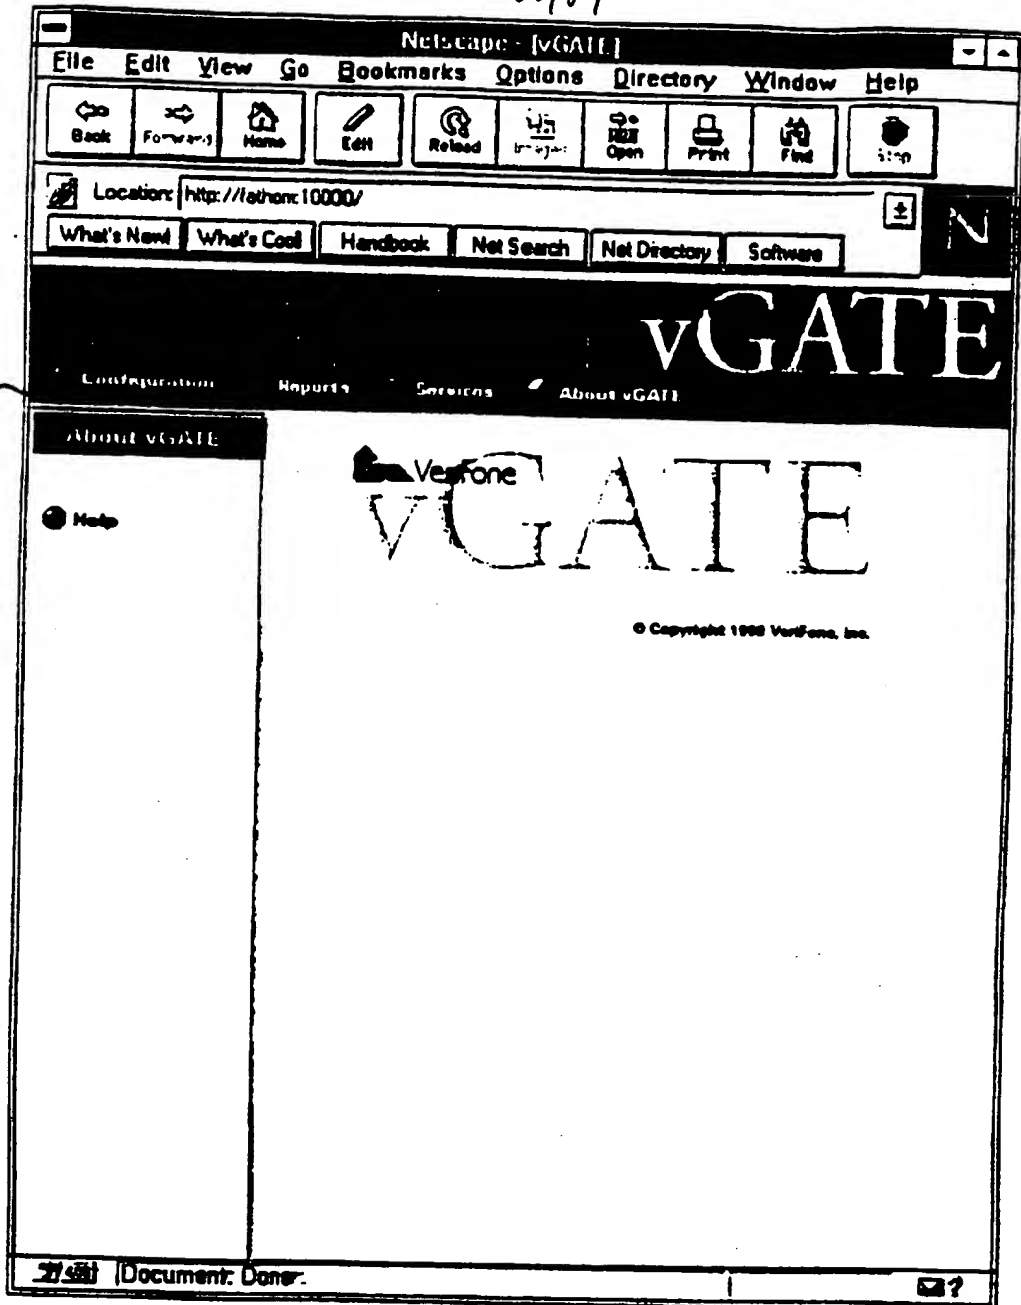 Netscape - [vGATE]
File Edit View Go Bookmarks Options Directory Window Help
Back Forward Home Edit Reload Images Open Print Find Stop
Location: http://fathom:10000/
What's New! What's Cool! Handbook Net Search Net Directory Software
vGATE
Configuration Reports Services About vGATE
About vGATE
Help
VeriFone
vGATE
© Copyright VeriFone, Inc.
Document: Done.
?